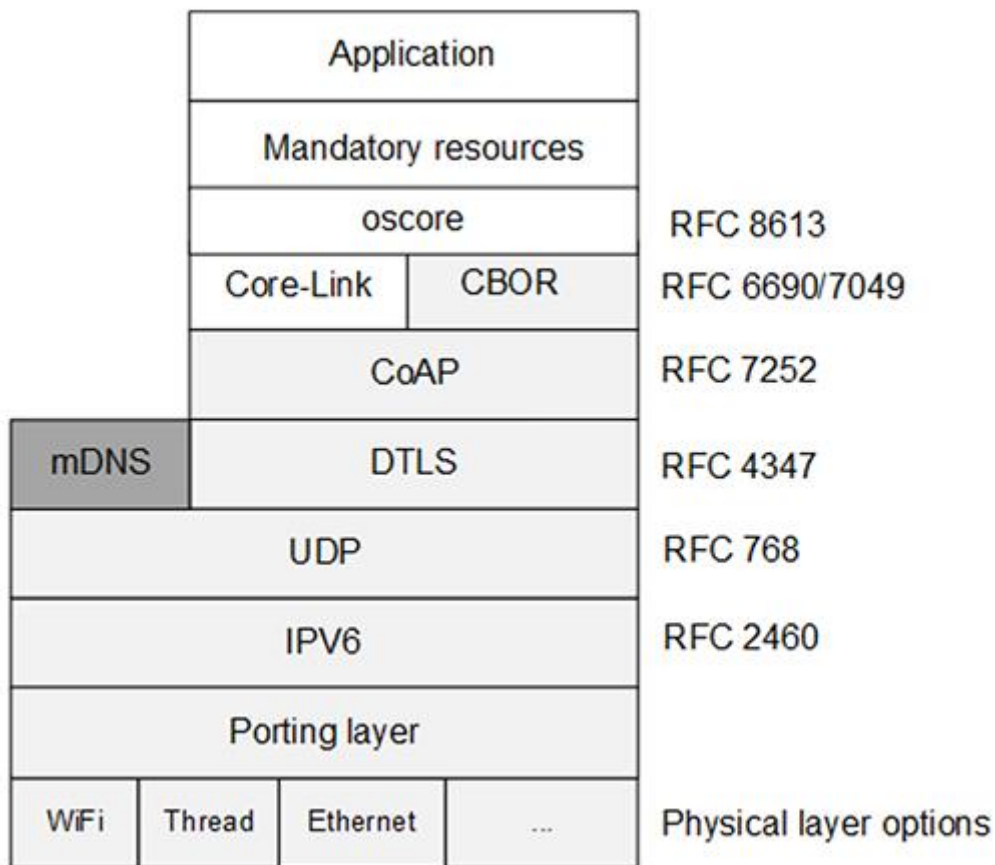 Application
Mandatory resources
oscore RFC 8613
Core-Link CBOR RFC 6690/7049
CoAP RFC 7252
mDNS DTLS RFC 4347
UDP RFC 768
IPV6 RFC 2460
Porting layer
WiFi Thread Ethernet ... Physical layer options